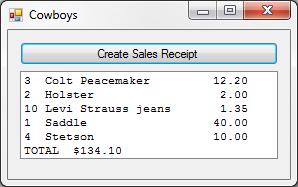 Cowboys
Create Sales Receipt
3  Colt Peacemaker         12.20
2  Holster                  2.00
10 Levi Strauss jeans       1.35
1  Saddle                  40.00
4  Stetson                 10.00
TOTAL  $134.10